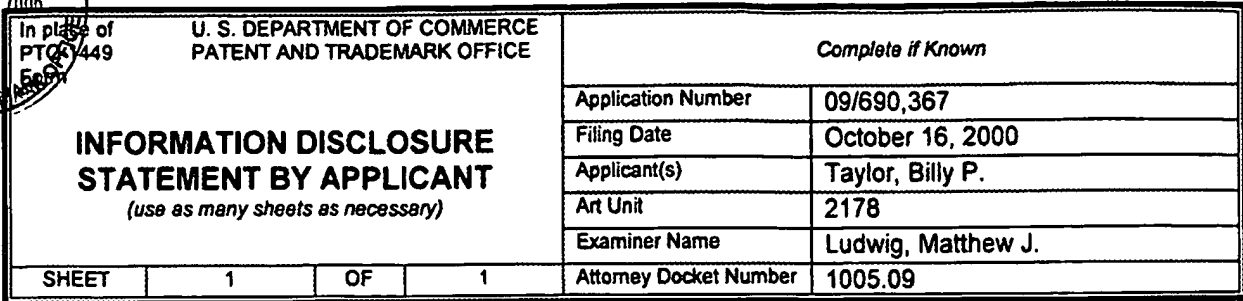 In place of U. S. DEPARTMENT OF COMMERCE
PTO-1449 PATENT AND TRADEMARK OFFICE
Form
Complete if Known
INFORMATION DISCLOSURE
STATEMENT BY APPLICANT
(use as many sheets as necessary)
Application Number 09/690,367
Filing Date October 16, 2000
Applicant(s) Taylor, Billy P.
Art Unit 2178
Examiner Name Ludwig, Matthew J.
SHEET 1 OF 1 Attorney Docket Number 1005.09